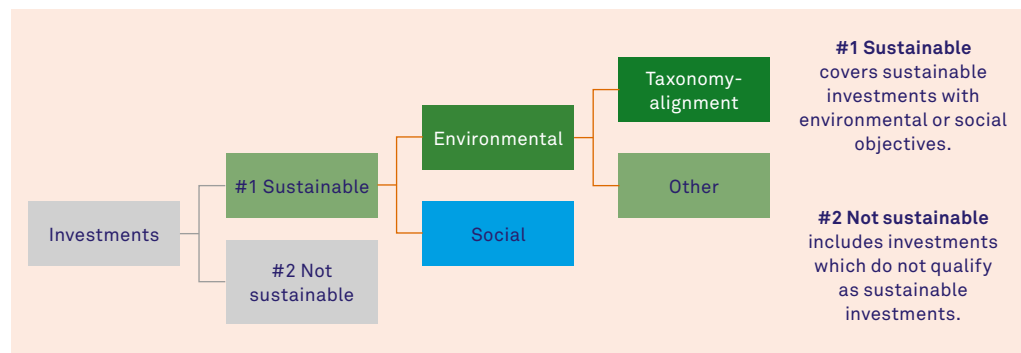 Investments
#1 Sustainable
#2 Not
sustainable
Environmental
Social
Taxonomy-
alignment
Other
#1 Sustainable
covers sustainable
investments with
environmental or social
objectives.
#2 Not sustainable
includes investments
which do not qualify
as sustainable
investments.